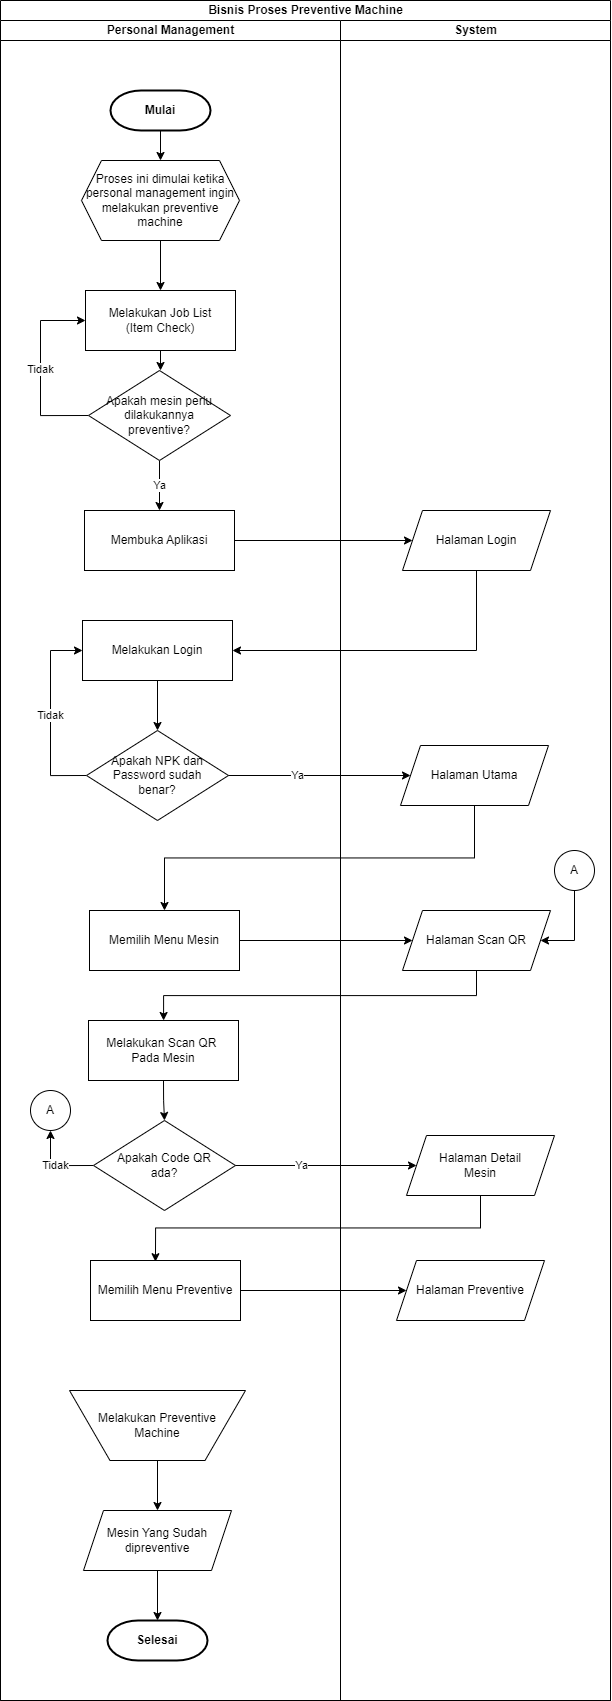 Bisnis Proses Preventive Machine
Personal Management
System
Mulai
Proses ini dimulai ketika
personal management ingin
melakukan preventive
machine
Melakukan Job List
(Item Check)
Tidak
Apakah mesin perlu
dilakukannya
preventive?
Ya
Membuka Aplikasi
Halaman Login
Melakukan Login
Tidak
Apakah NPK dan
Password sudah
benar?
Ya
Halaman Utama
A
Memilih Menu Mesin
Halaman Scan QR
Melakukan Scan QR
Pada Mesin
A
Tidak
Apakah Code QR
ada?
Ya
Halaman Detail
Mesin
Memilih Menu Preventive
Halaman Preventive
Melakukan Preventive
Machine
Mesin Yang Sudah
dipreventive
Selesai